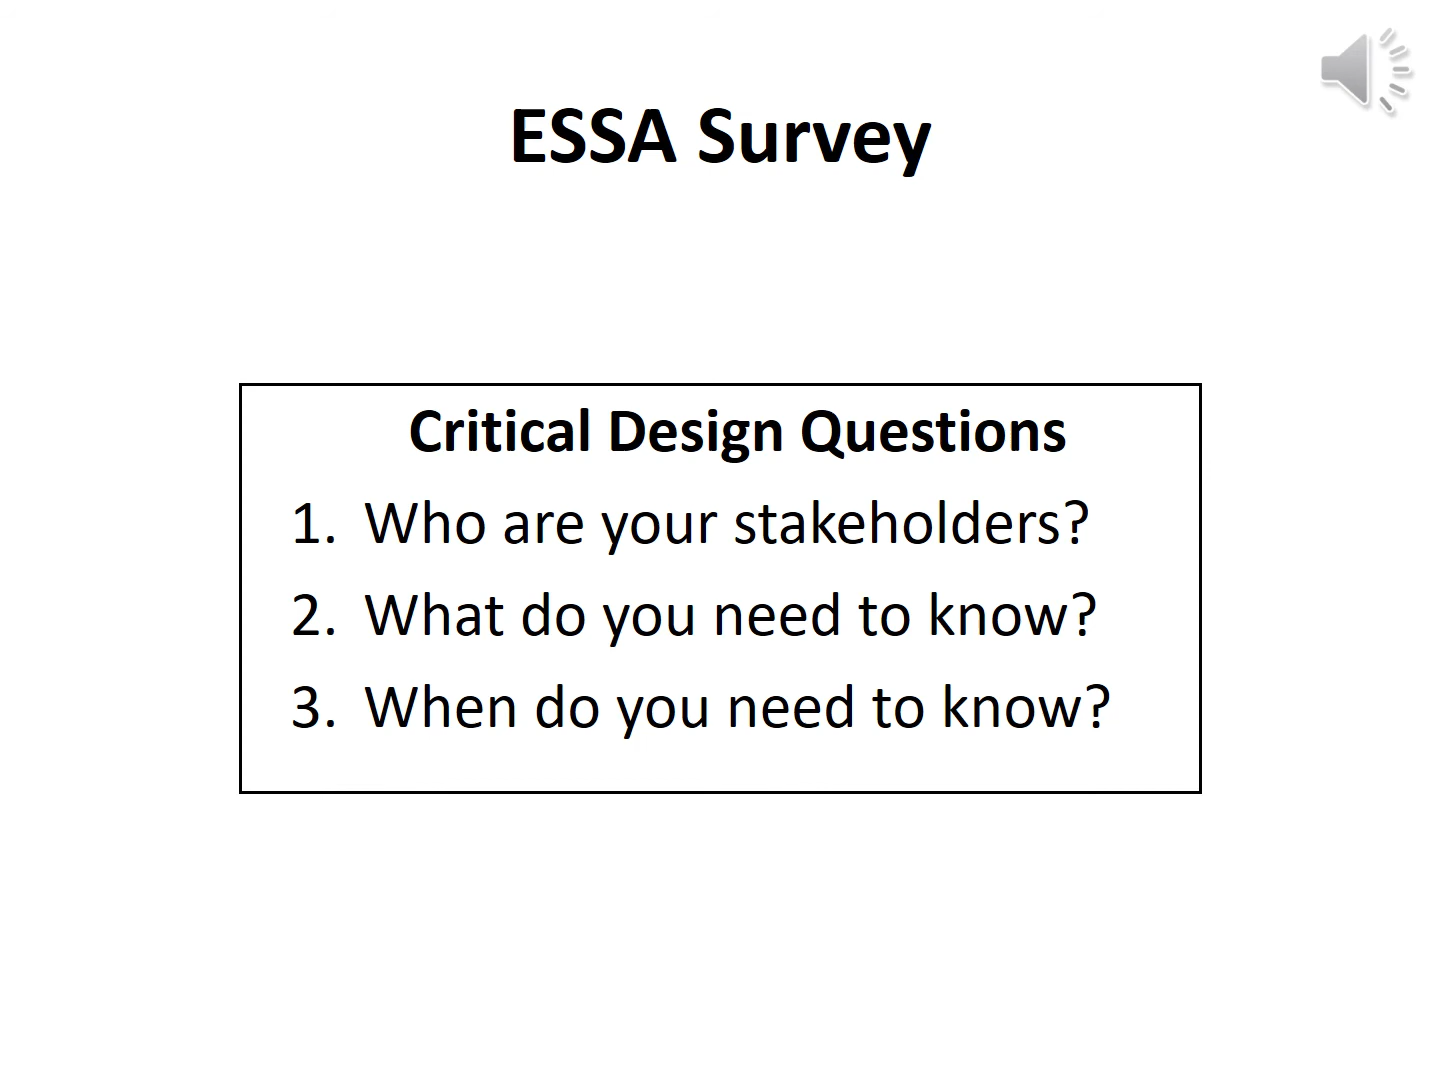 ESSA Survey
Critical Design Questions
1. Who are your stakeholders?
2. What do you need to know?
3. When do you need to know?